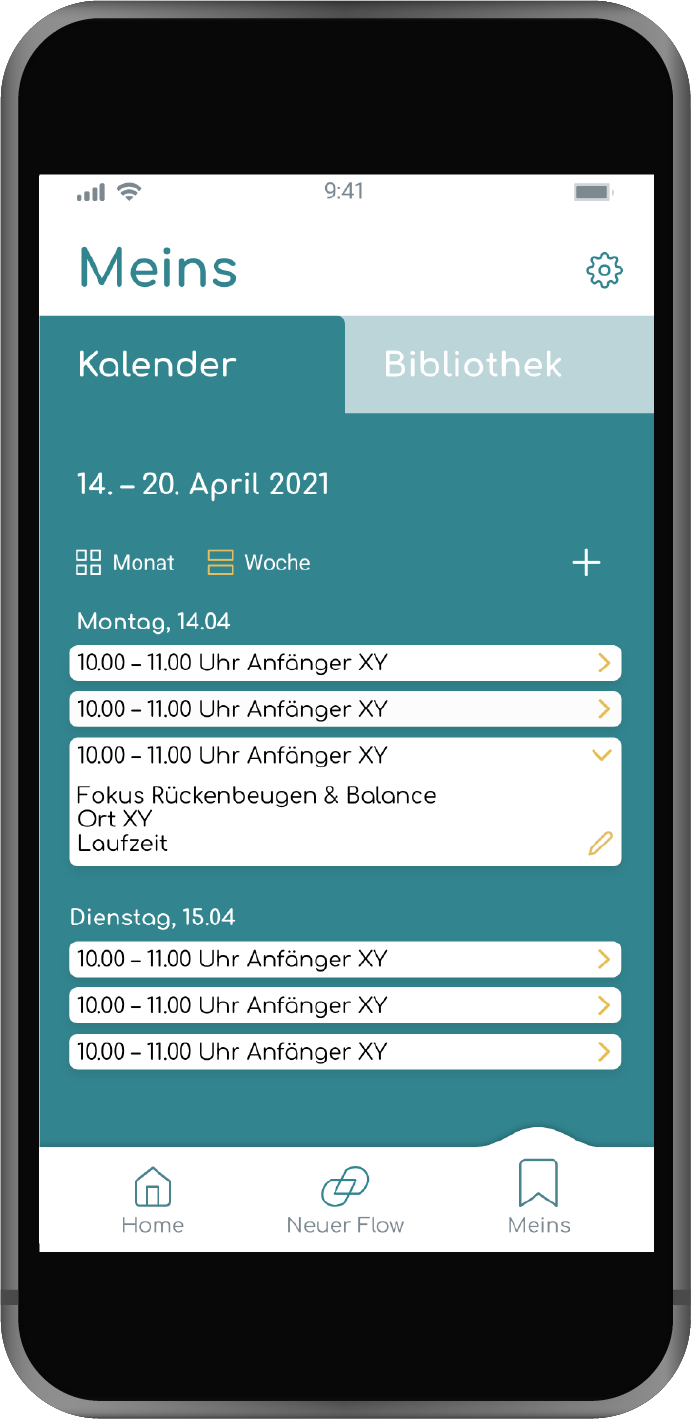 9:41
Meins
Kalender
Bibliothek
14. – 20. April 2021
Monat
Woche
Montag, 14.04
10.00 – 11.00 Uhr Anfänger XY
10.00 – 11.00 Uhr Anfänger XY
10.00 – 11.00 Uhr Anfänger XY
Fokus Rückenbeugen & Balance
Ort XY
Laufzeit
Dienstag, 15.04
10.00 – 11.00 Uhr Anfänger XY
10.00 – 11.00 Uhr Anfänger XY
10.00 – 11.00 Uhr Anfänger XY
Home
Neuer Flow
Meins